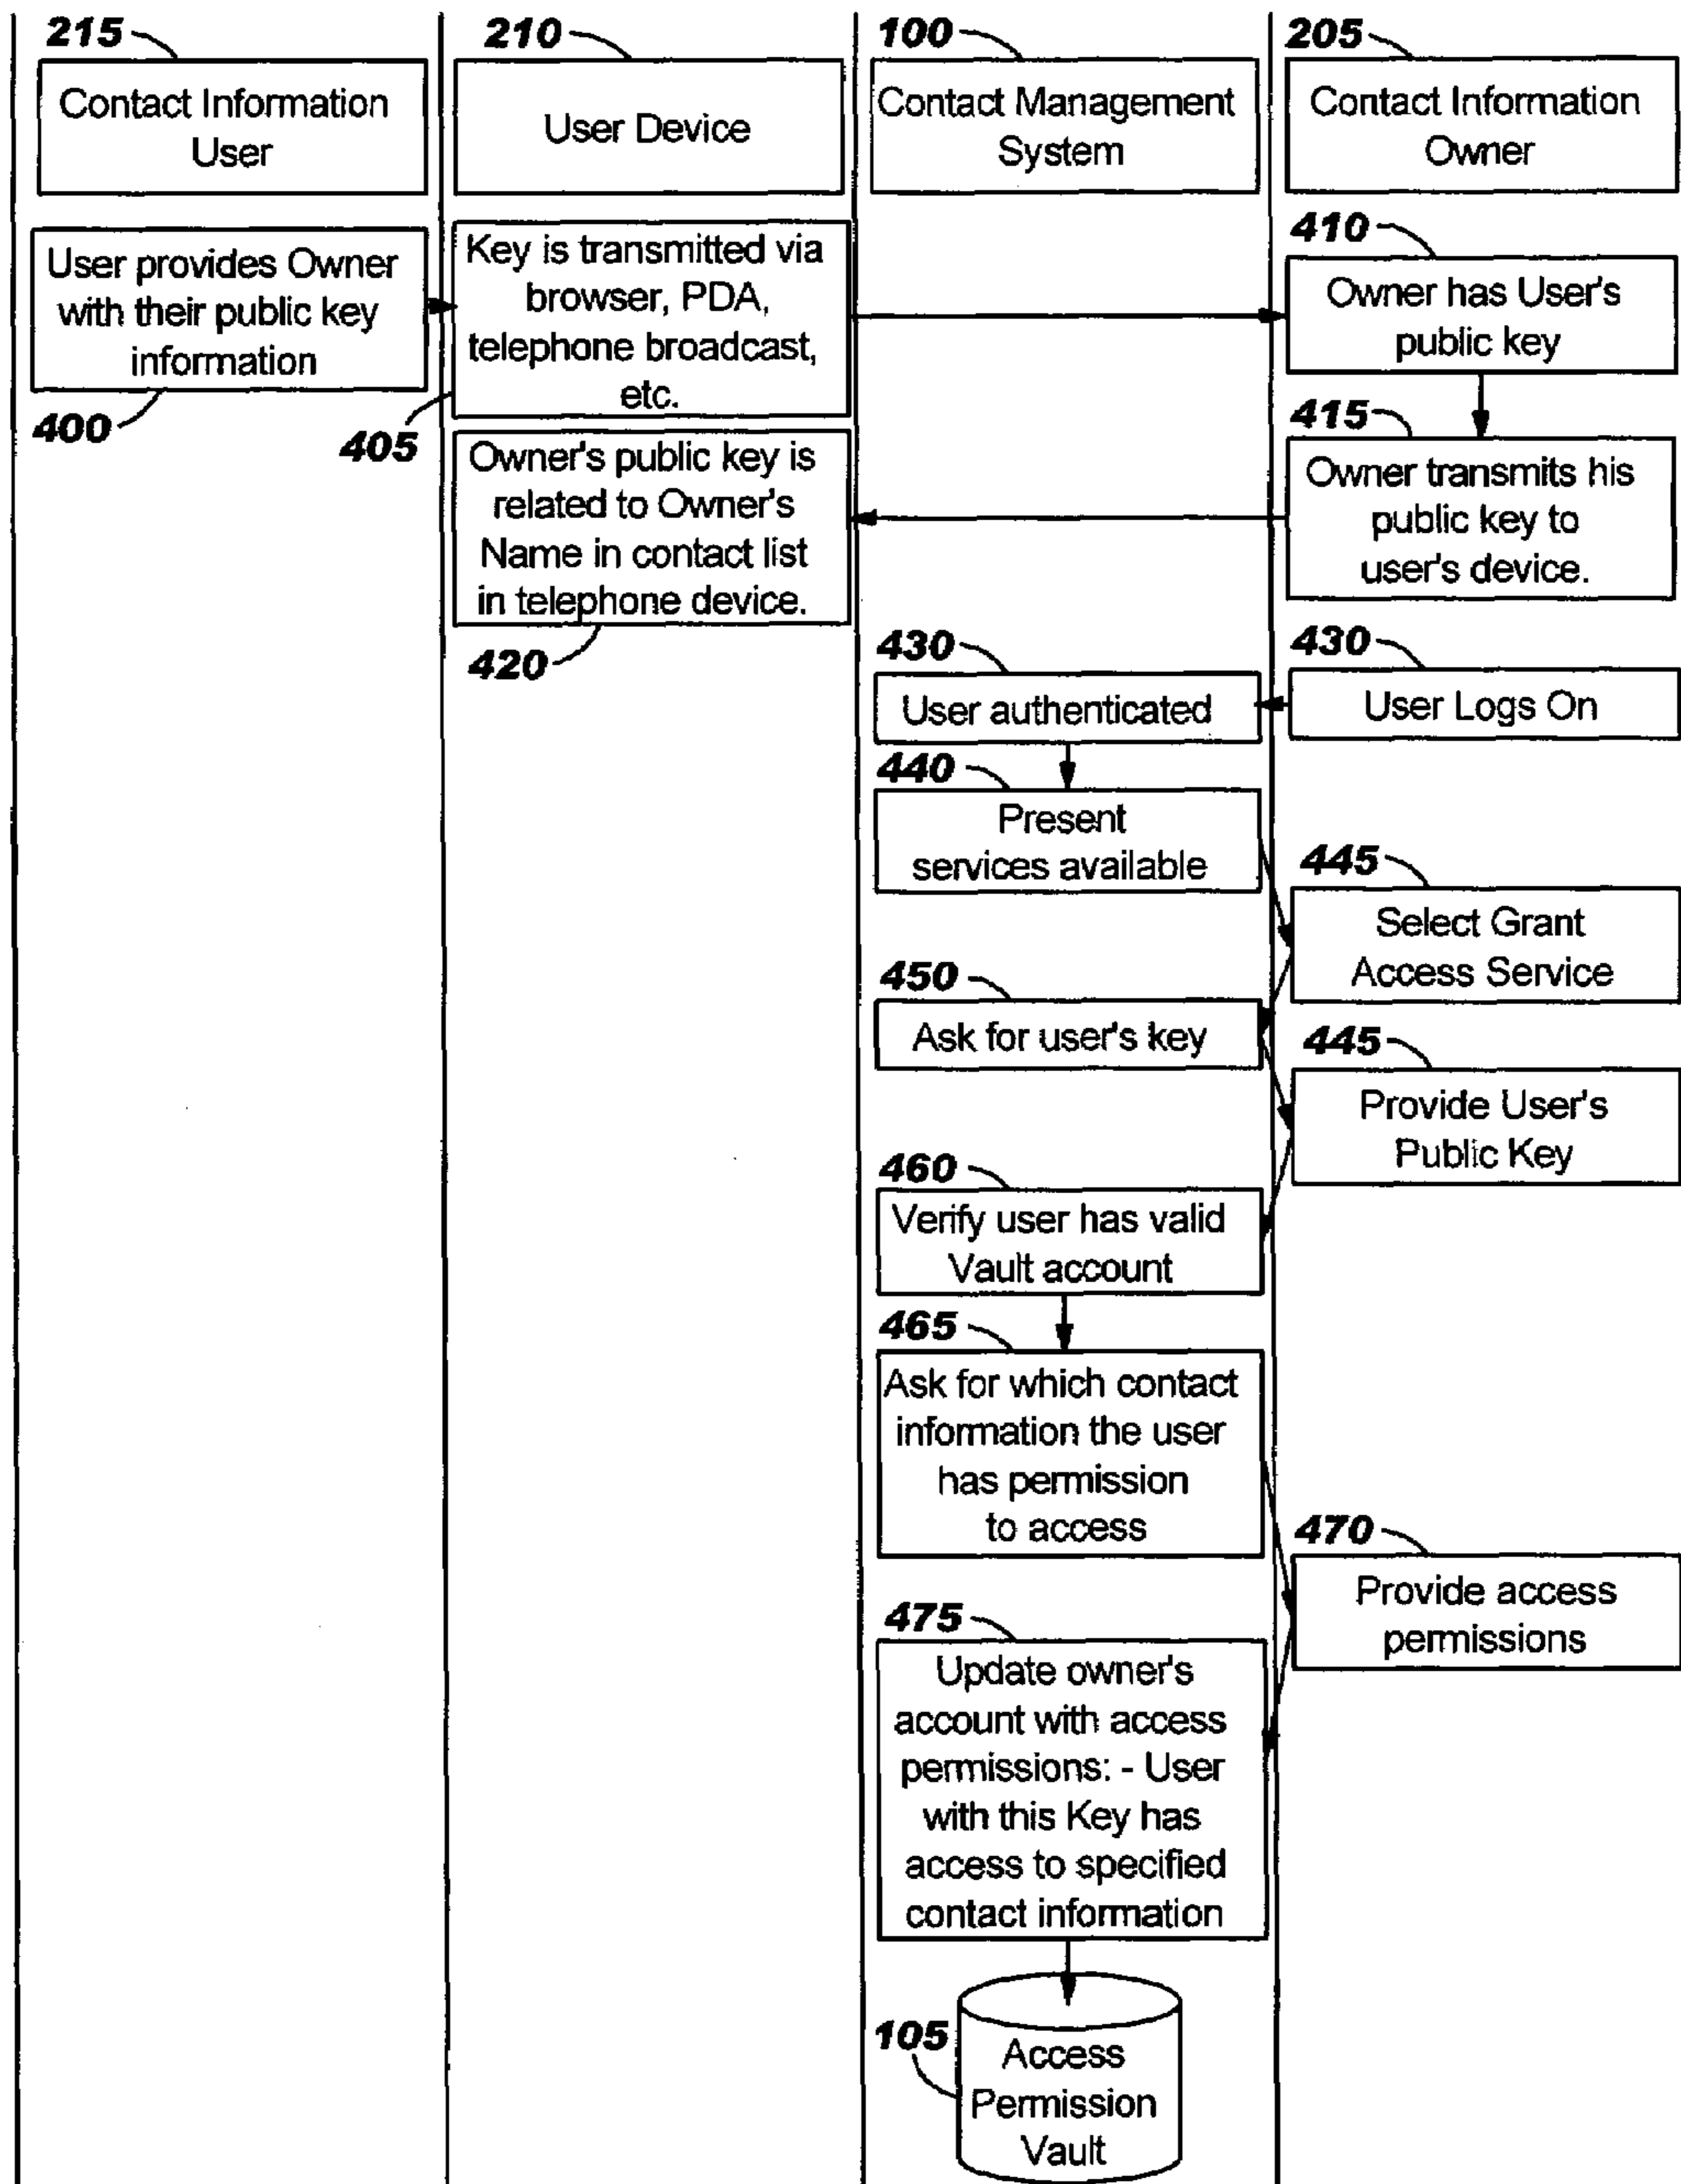 215
210
100
205
Contact Information
User
User Device
Contact Management
System
Contact Information
Owner
User provides Owner
with their public key
information
400
Key is transmitted via
browser, PDA,
telephone broadcast,
etc.
405
410
Owner has User's
public key
415
Owner transmits his
public key to
user's device.
Owner's public key is
related to Owner's
Name in contact list
in telephone device.
420
430
User Logs On
430
User authenticated
440
Present
services available
445
Select Grant
Access Service
450
Ask for user's key
445
Provide User's
Public Key
460
Verify user has valid
Vault account
465
Ask for which contact
information the user
has permission
to access
470
Provide access
permissions
475
Update owner's
account with access
permissions: - User
with this Key has
access to specified
contact information
105
Access
Permission
Vault